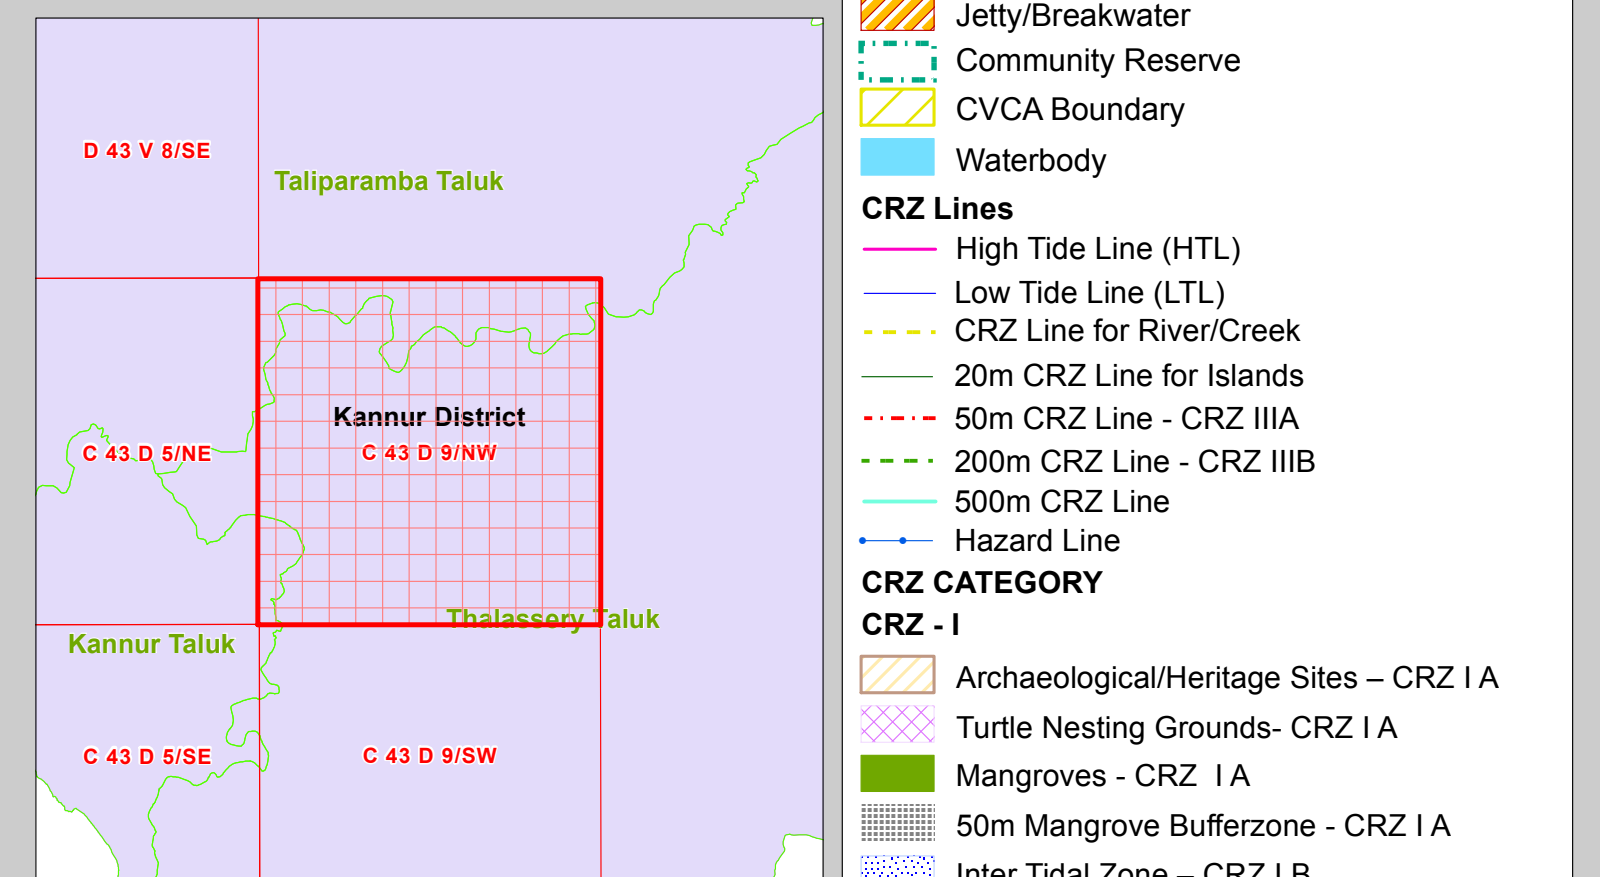 D 43 V 8/SE
Taliparamba Taluk
Kannur District
C 43 D 5/NE
C 43 D 9/NW
Thalassery Taluk
Kannur Taluk
C 43 D 5/SE
C 43 D 9/SW
Jetty/Breakwater
Community Reserve
CVCA Boundary
Waterbody
CRZ Lines
High Tide Line (HTL)
Low Tide Line (LTL)
CRZ Line for River/Creek
20m CRZ Line for Islands
50m CRZ Line - CRZ IIIA
200m CRZ Line - CRZ IIIB
500m CRZ Line
Hazard Line
CRZ CATEGORY
CRZ - I
Archaeological/Heritage Sites – CRZ I A
Turtle Nesting Grounds- CRZ I A
Mangroves - CRZ  I A
50m Mangrove Bufferzone - CRZ I A
Inter Tidal Zone – CRZ I B